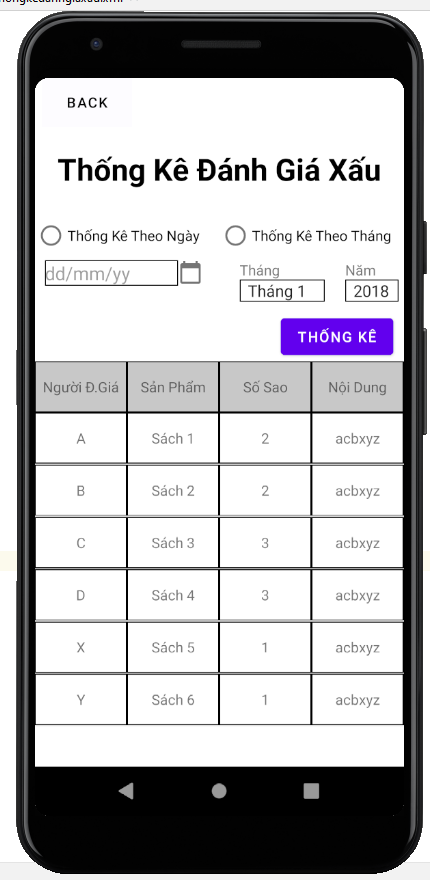 BACK
Thống Kê Đánh Giá Xấu
Thống Kê Theo Ngày Thống Kê Theo Tháng
dd/mm/yy
Tháng Năm
Tháng 1 2018
THỐNG KÊ
Người Đ.Giá Sản Phẩm Số Sao Nội Dung
A Sách 1 2 acbxyz
B Sách 2 2 acbxyz
C Sách 3 3 acbxyz
D Sách 4 3 acbxyz
X Sách 5 1 acbxyz
Y Sách 6 1 acbxyz